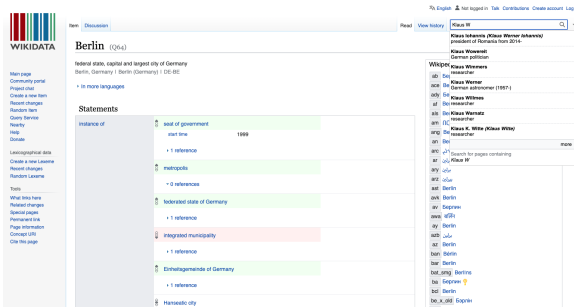 English Not logged in Talk Contributions Create account Log
Item Discussion
Read View history
Klaus W
WIKIDATA
Main page
Community portal
Project chat
Create a new item
Recent changes
Random item
Query Service
Nearby
Help
Donate
Lexicographical data
Create a new Lexeme
Recent changes
Random Lexeme
Tools
What links here
Related changes
Special pages
Permanent link
Page information
Concept URI
Cite this page
Berlin (Q64)
federal state, capital and largest city of Germany
Berlin, Germany | Berlin (Germany) | DE-BE
In more languages
Statements
instance of
seat of government
start time 1999
1 reference
metropolis
0 references
federated state of Germany
1 reference
integrated municipality
1 reference
Einheitsgemeinde of Germany
1 reference
Hanseatic city
Klaus Iohannis (Klaus Werner Iohannis)
president of Romania from 2014-
Klaus Wowereit
German politician
Klaus Wimmers
researcher
Klaus Werner
German astronomer (1957-)
Klaus Willmes
researcher
Klaus Wernatz
researcher
Klaus K. Witte (Klaus Witte)
researcher
more
Search for pages containing
Klaus W
ab
ace
ady
af
als
am
ang
an
arc
ar
ary
arz
ast Berlín
avk Berlin
av Берлин
awa
ay Berlin
azb
az Berlin
ban Berlin
bar Berlin
bat_smg Berlīns
ba Берлин
bcl Berlin
be_x_old Бэрлін